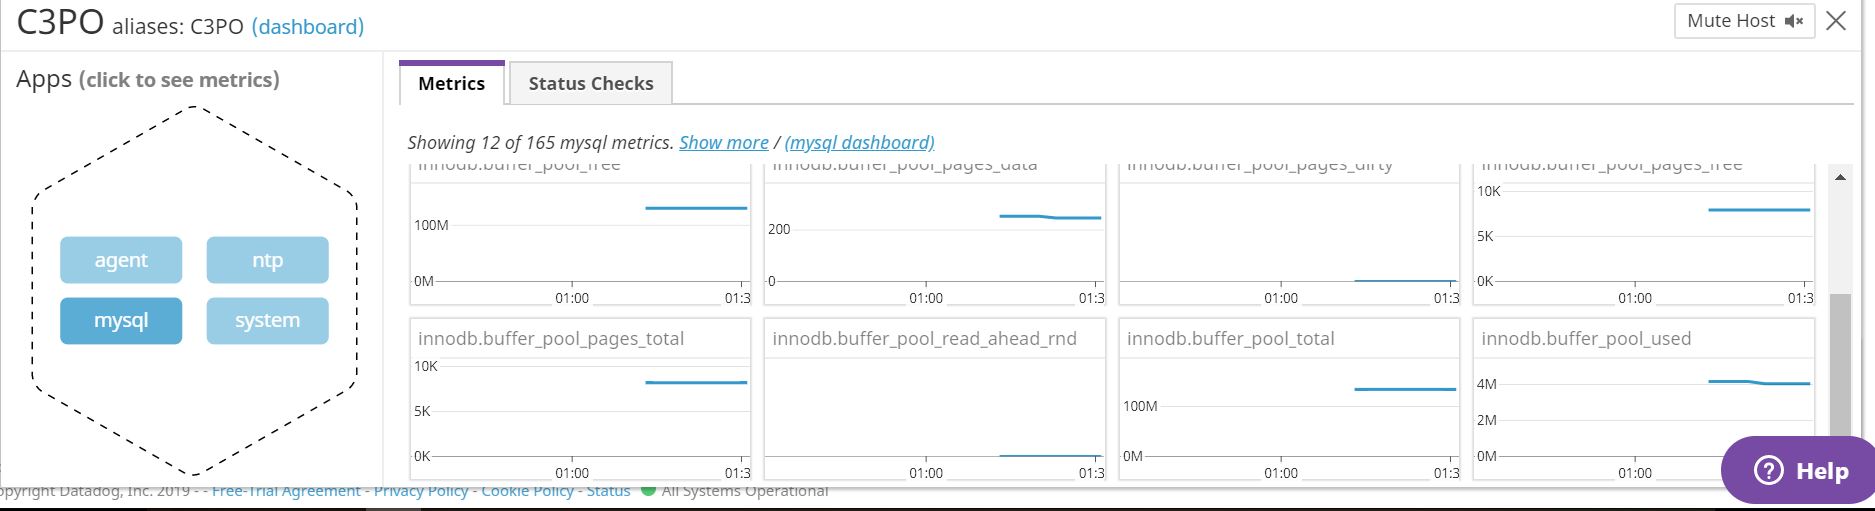 C3PO aliases: C3PO (dashboard)
Mute Host
Apps (click to see metrics)
agent
ntp
mysql
system
Metrics
Status Checks
Showing 12 of 165 mysql metrics. Show more / (mysql dashboard)
innodb.buffer_pool_free
100M
0M
01:00
01:3
innodb.buffer_pool_pages_data
200
0
01:00
01:3
innodb.buffer_pool_pages_dirty
01:00
01:3
innodb.buffer_pool_pages_free
10K
5K
0K
01:00
01:3
innodb.buffer_pool_pages_total
10K
5K
0K
01:00
01:3
innodb.buffer_pool_read_ahead_rnd
01:00
01:3
innodb.buffer_pool_total
100M
0M
01:00
01:3
innodb.buffer_pool_used
4M
2M
0M
01:00
Help
opyright Datadog, Inc. 2019 - - Free-Trial Agreement - Privacy Policy - Cookie Policy - Status All Systems Operational